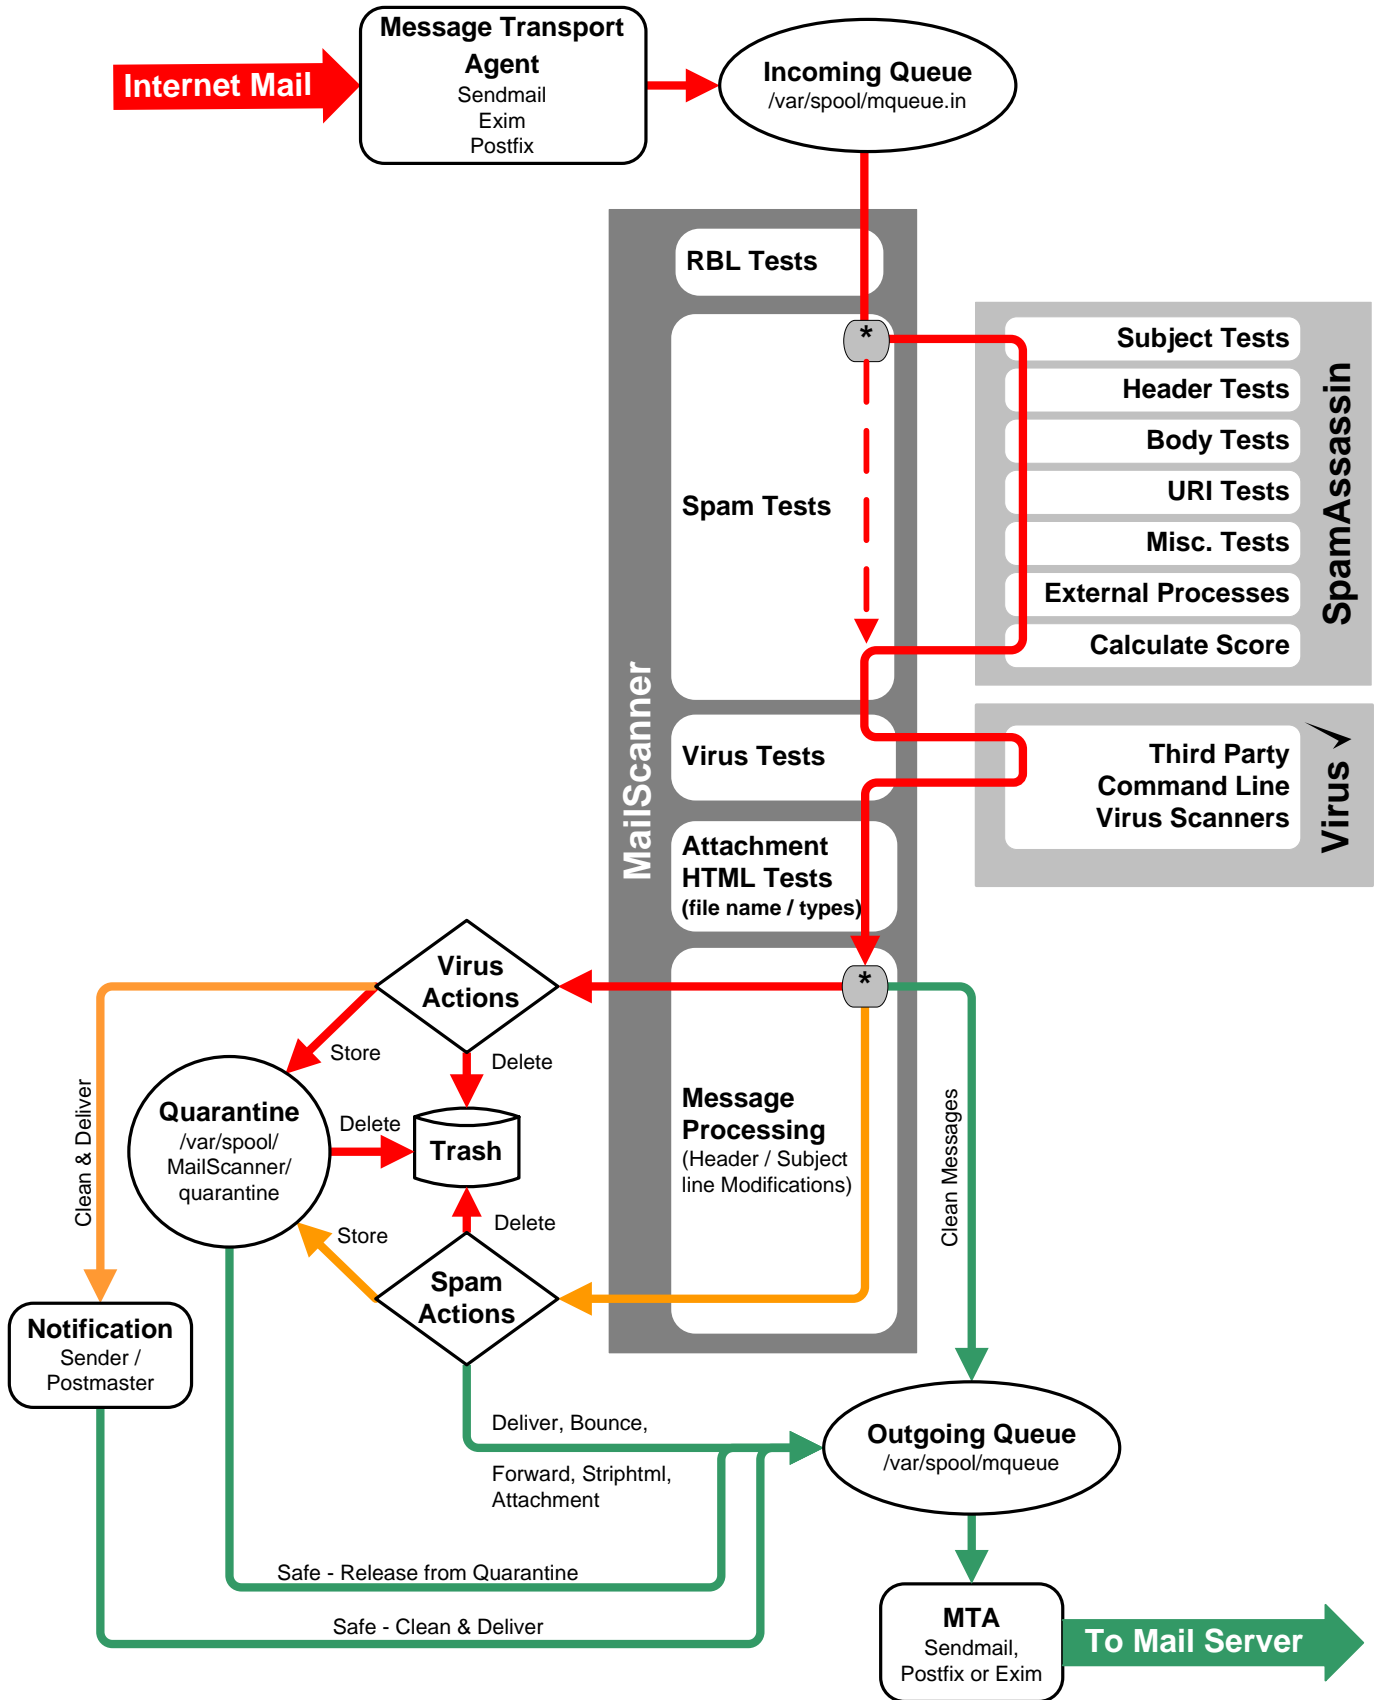 Message Transport
Agent
Sendmail
Exim
Postfix
Internet Mail
Incoming Queue
/var/spool/mqueue.in
MailScanner
RBL Tests
*
Spam Tests
Virus Tests
Attachment
HTML Tests
(file name / types)
*
Message
Processing
(Header / Subject
line Modifications)
SpamAssassin
Subject Tests
Header Tests
Body Tests
URI Tests
Misc. Tests
External Processes
Calculate Score
Virus
Third Party
Command Line
Virus Scanners
Virus
Actions
Store
Delete
Clean & Deliver
Quarantine
/var/spool/
MailScanner/
quarantine
Delete
Trash
Delete
Store
Spam
Actions
Clean Messages
Notification
Sender /
Postmaster
Deliver, Bounce,
Forward, Striphtml,
Attachment
Outgoing Queue
/var/spool/mqueue
Safe - Release from Quarantine
Safe - Clean & Deliver
MTA
Sendmail,
Postfix or Exim
To Mail Server